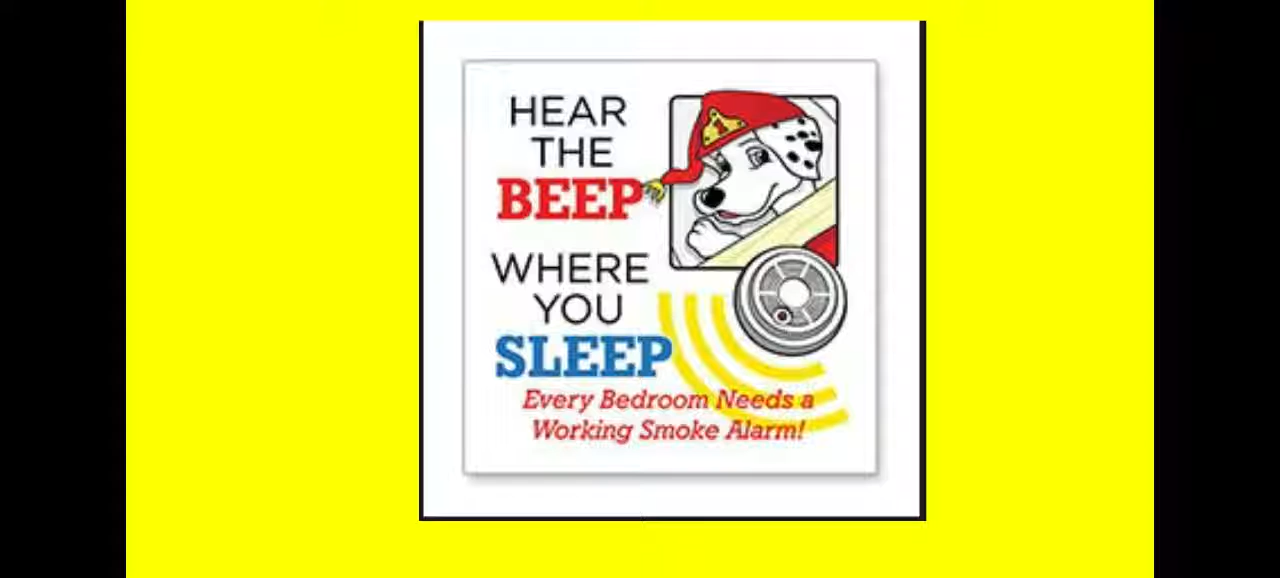 HEAR
THE
BEEP
WHERE
YOU
SLEEP
Every Bedroom Needs a
Working Smoke Alarm!